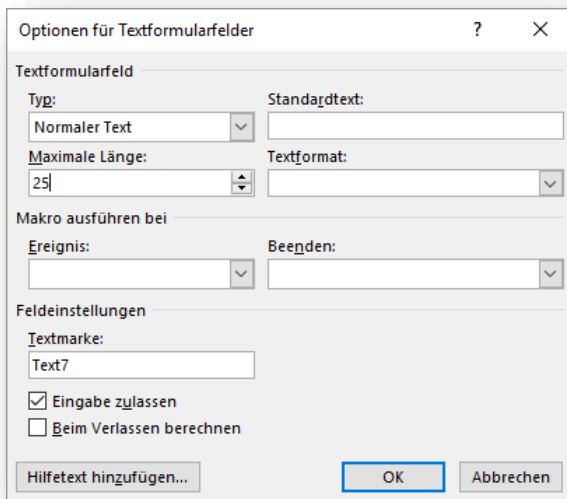 Optionen für Textformularfelder ? ×
Textformularfeld
Typ: Standardtext:
Normaler Text
Maximale Länge: Textformat:
25
Makro ausführen bei
Ereignis: Beenden:
Feldeinstellungen
Textmarke:
Text7
Eingabe zulassen
Beim Verlassen berechnen
Hilfetext hinzufügen... OK Abbrechen